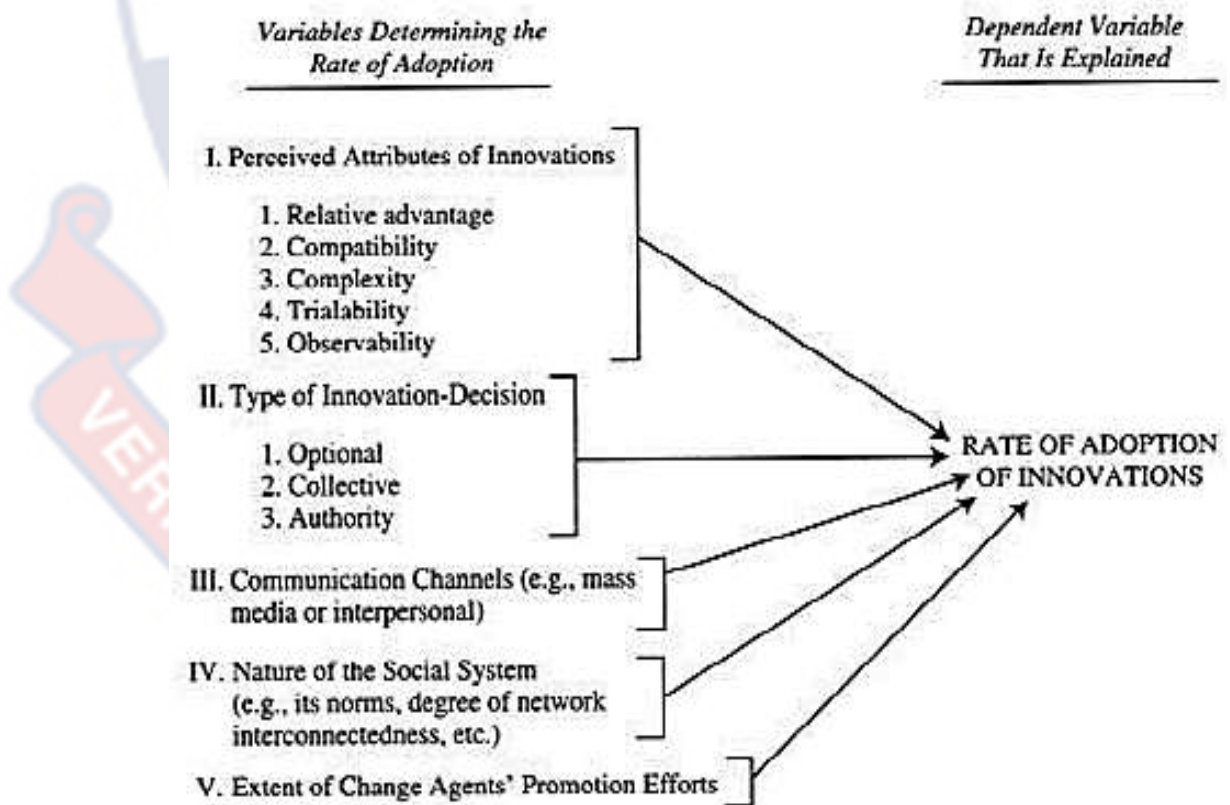 Variables Determining the
Rate of Adoption
Dependent Variable
That Is Explained
I. Perceived Attributes of Innovations
1. Relative advantage
2. Compatibility
3. Complexity
4. Trialability
5. Observability
II. Type of Innovation-Decision
1. Optional
2. Collective
3. Authority
RATE OF ADOPTION
OF INNOVATIONS
III. Communication Channels (e.g., mass
media or interpersonal)
IV. Nature of the Social System
(e.g., its norms, degree of network
interconnectedness, etc.)
V. Extent of Change Agents' Promotion Efforts